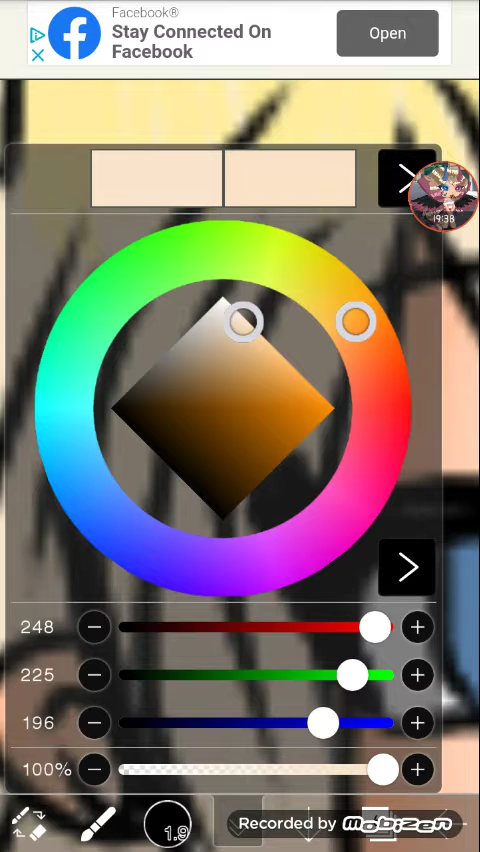 Facebook®
Stay Connected On
Facebook
Open
19:38
248
225
196
100%
1.9
Recorded by mobizen